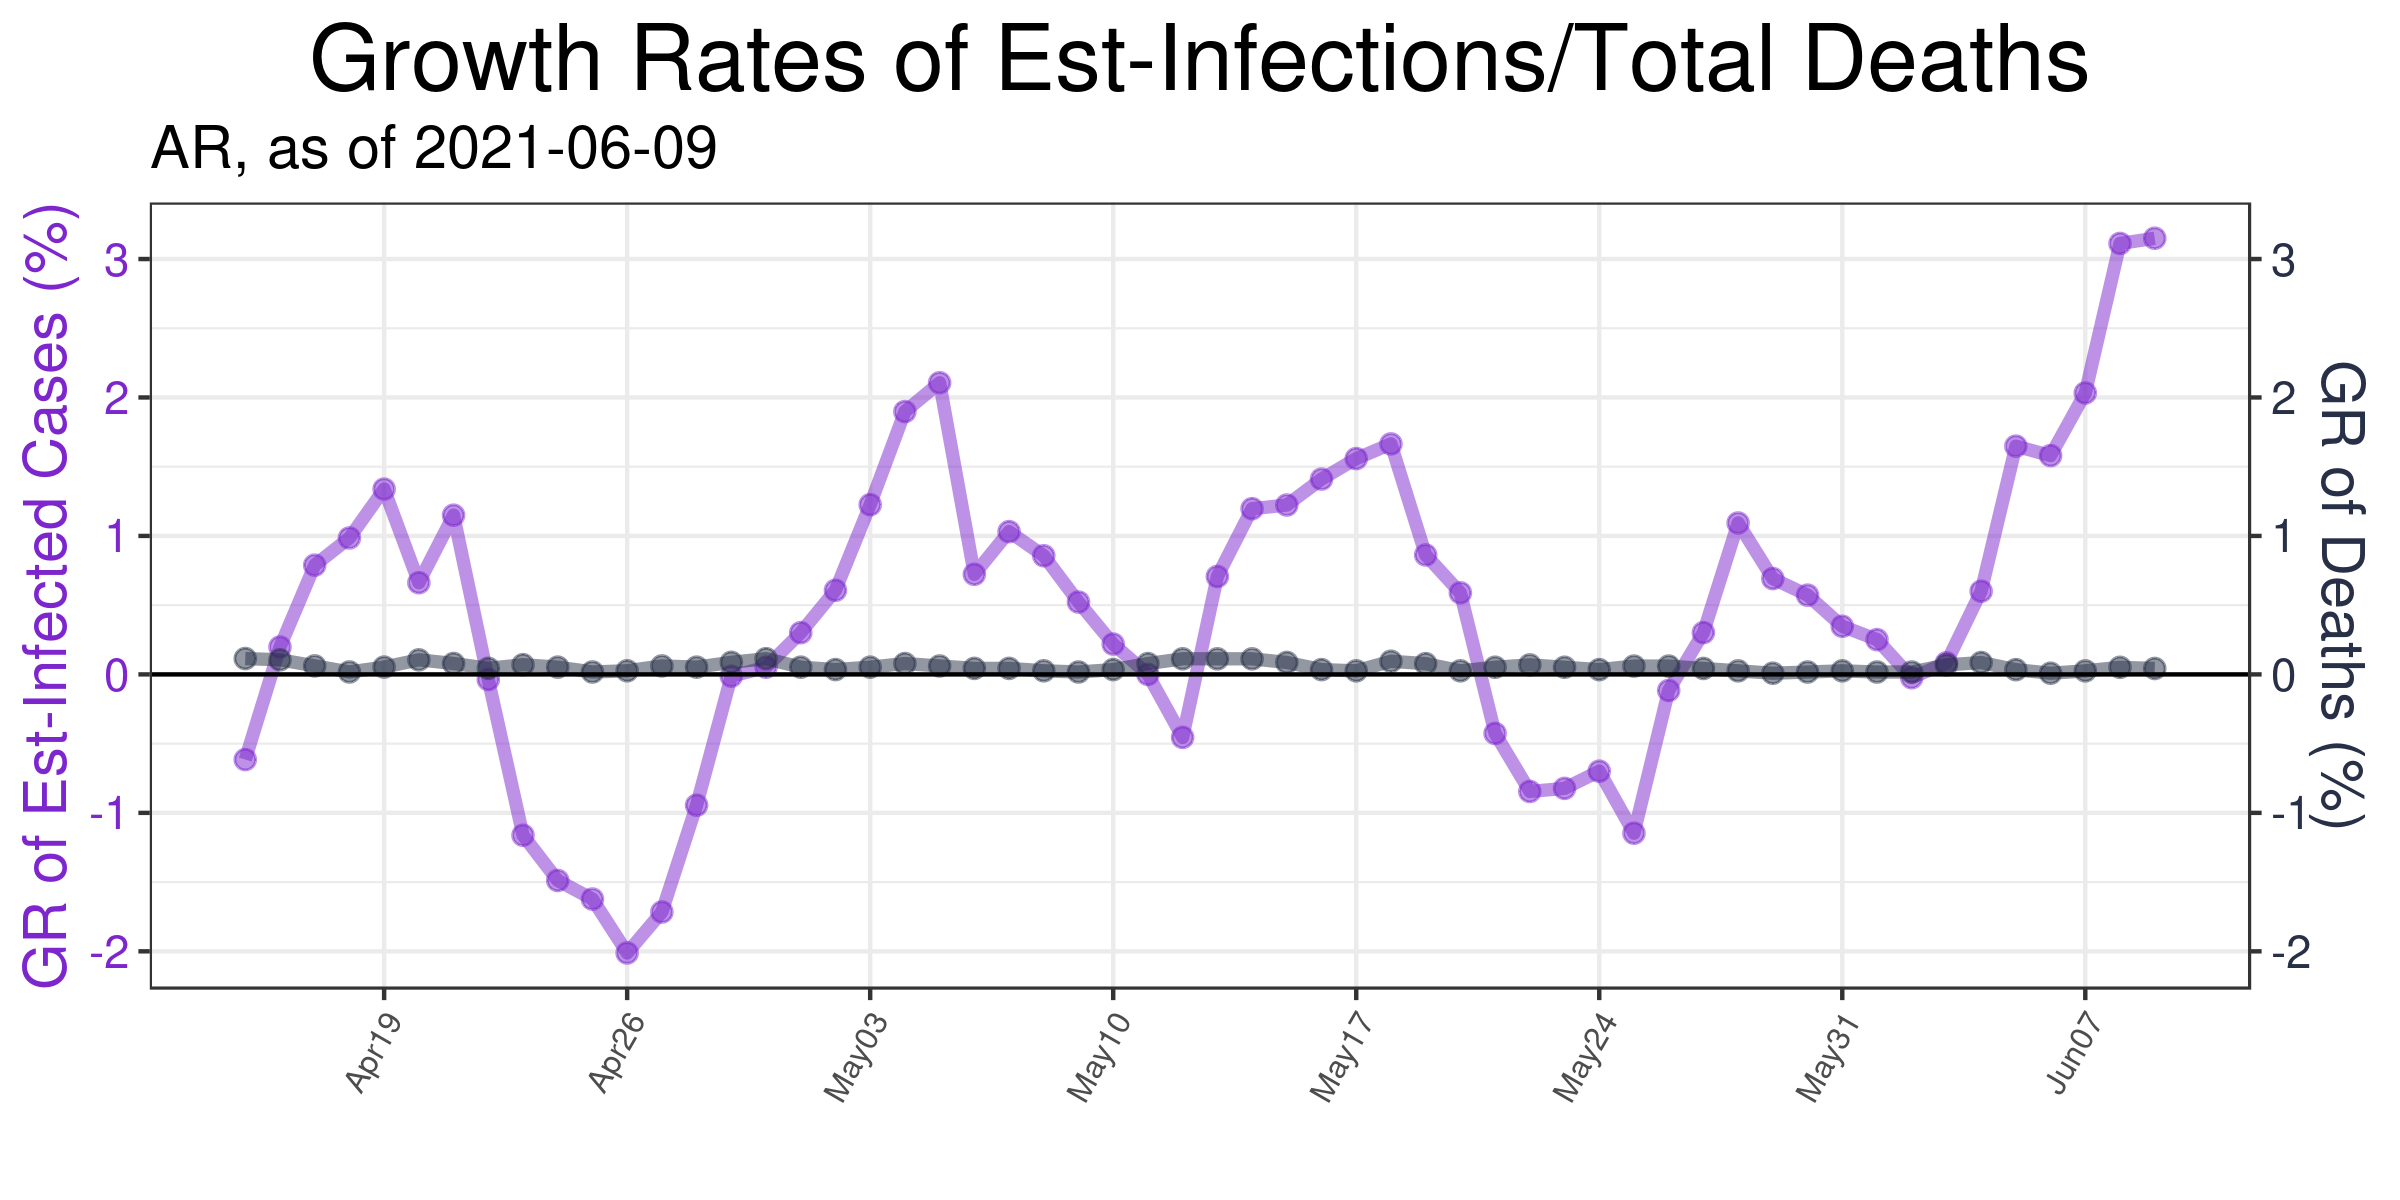 Growth Rates of Est-Infections/Total Deaths
AR, as of 2021-06-09
GR of Est-Infected Cases (%)
3
2
1
0
-1
-2
3
2
1
0
-1
-2
GR of Deaths (%)
Apr19
Apr26
May03
May10
May17
May24
May31
Jun07